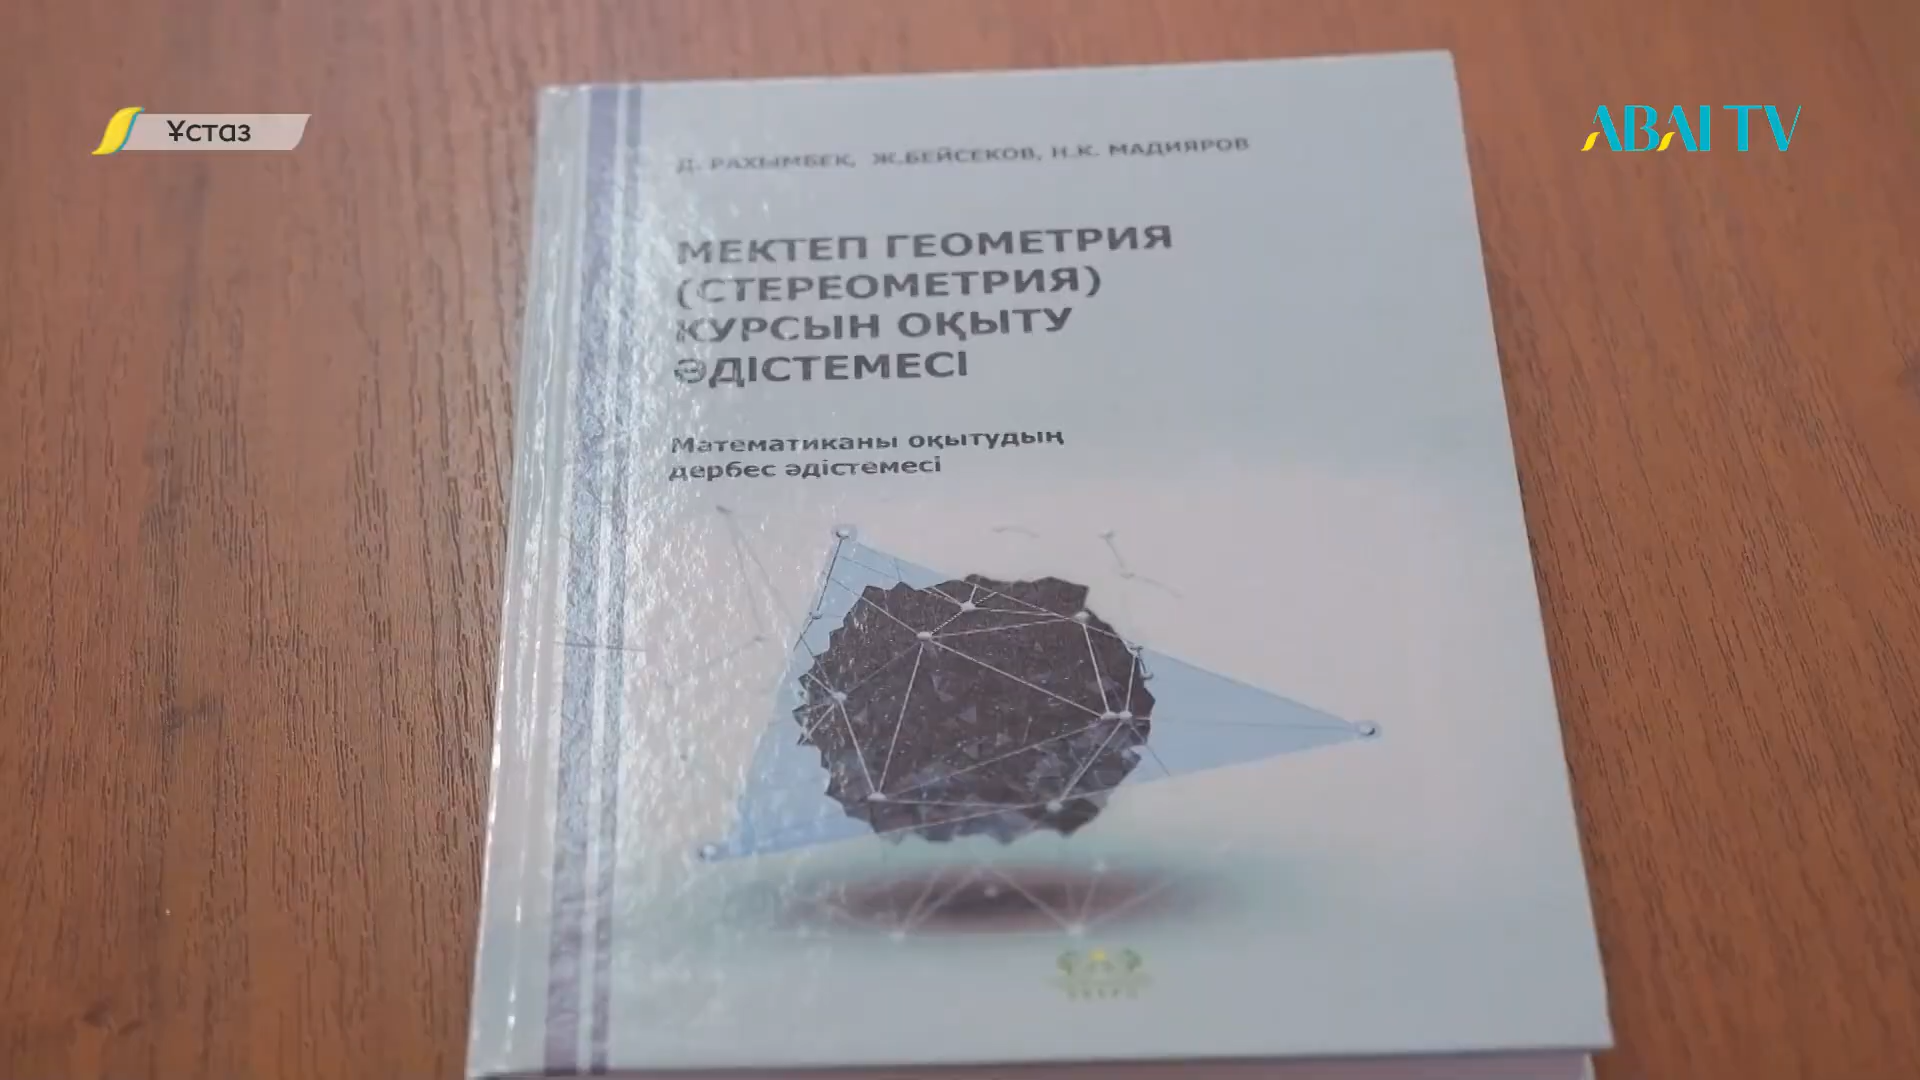 Ұстаз
ABAI TV
Д. РАХЫМБЕК, Ж.БЕЙСЕКОВ, Н.К. МАДИЯРОВ
МЕКТЕП ГЕОМЕТРИЯ
(СТЕРЕОМЕТРИЯ)
КУРСЫН ОҚЫТУ
ӘДІСТЕМЕСІ
Математиканы оқытудың
дербес әдістемесі